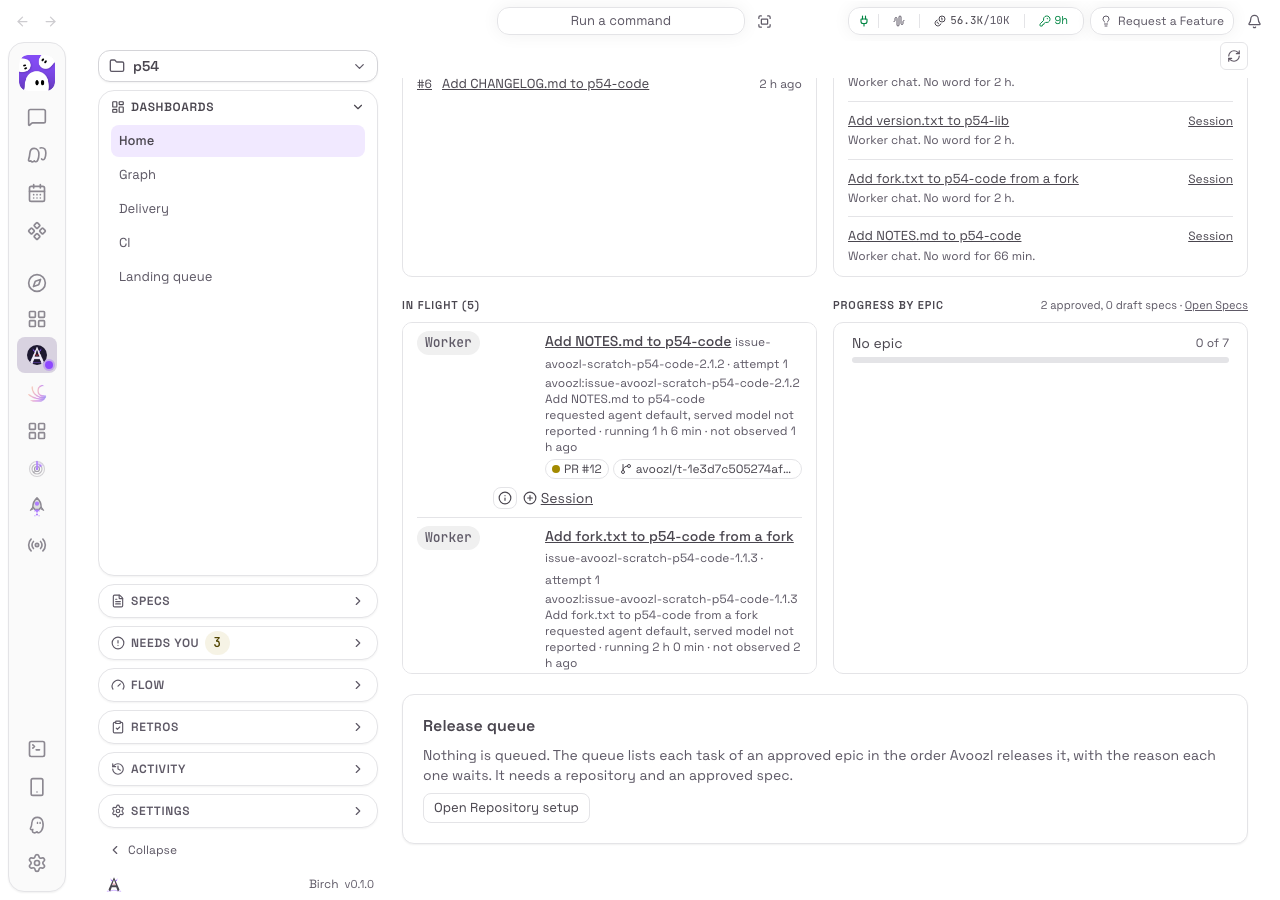 Run a command
56.3K/10K
9h
Request a Feature
p54
DASHBOARDS
Home
Graph
Delivery
CI
Landing queue
SPECS
NEEDS YOU 3
FLOW
RETROS
ACTIVITY
SETTINGS
Collapse
Birch v0.1.0
#6 Add CHANGELOG.md to p54-code 2 h ago
Worker chat. No word for 2 h.
Add version.txt to p54-lib Session
Worker chat. No word for 2 h.
Add fork.txt to p54-code from a fork Session
Worker chat. No word for 2 h.
Add NOTES.md to p54-code Session
Worker chat. No word for 66 min.
IN FLIGHT (5)
Worker
Add NOTES.md to p54-code issue-
avoozl-scratch-p54-code-2.1.2 · attempt 1
avoozl:issue-avoozl-scratch-p54-code-2.1.2
Add NOTES.md to p54-code
requested agent default, served model not
reported · running 1 h 6 min · not observed 1
h ago
PR #12 avoozl/t-1e3d7c505274af...
Session
Worker
Add fork.txt to p54-code from a fork
issue-avoozl-scratch-p54-code-1.1.3 ·
attempt 1
avoozl:issue-avoozl-scratch-p54-code-1.1.3
Add fork.txt to p54-code from a fork
requested agent default, served model not
reported · running 2 h 0 min · not observed 2
h ago
PROGRESS BY EPIC 2 approved, 0 draft specs · Open Specs
No epic 0 of 7
Release queue
Nothing is queued. The queue lists each task of an approved epic in the order Avoozl releases it, with the reason each
one waits. It needs a repository and an approved spec.
Open Repository setup